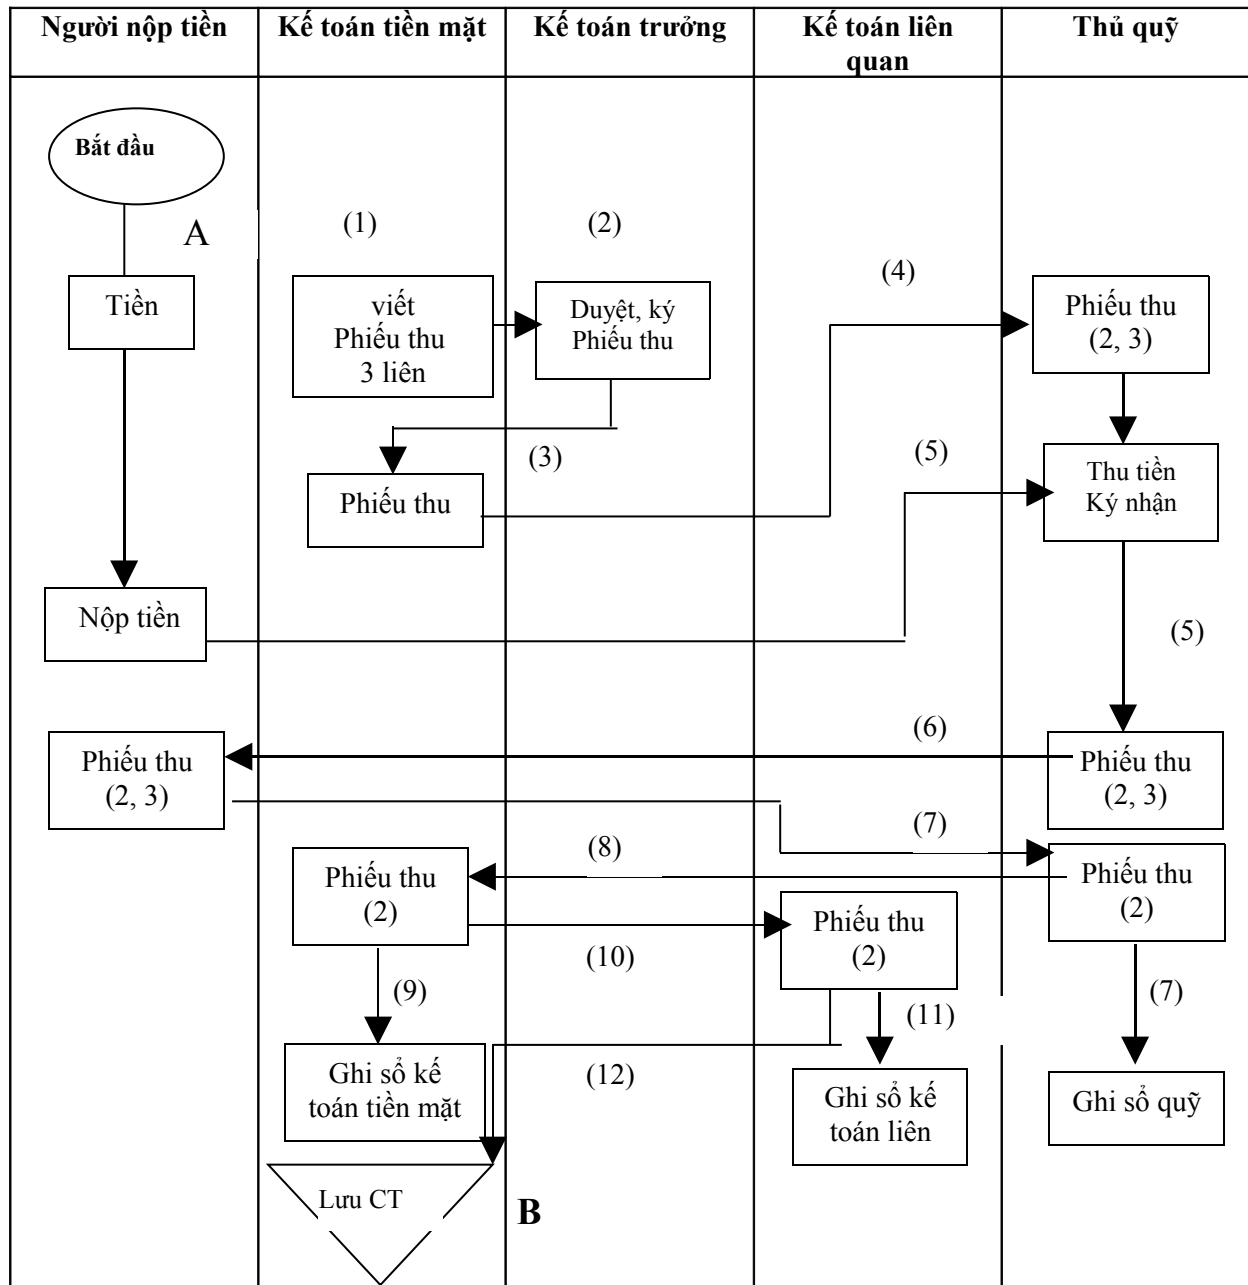 Người nộp tiền
Kế toán tiền mặt
Kế toán trưởng
Kế toán liên
quan
Thủ quỹ
Bắt đầu
A
(1)
(2)
(4)
Tiền
viết
Phiếu thu
3 liên
Duyệt, ký
Phiếu thu
Phiếu thu
(2, 3)
(3)
(5)
Phiếu thu
Thu tiền
Ký nhận
Nộp tiền
(5)
(6)
Phiếu thu
(2, 3)
Phiếu thu
(2, 3)
(7)
(8)
Phiếu thu
(2)
Phiếu thu
(2)
Phiếu thu
(2)
(10)
(9)
(11)
(7)
(12)
Ghi sổ kế
toán tiền mặt
Ghi sổ kế
toán liên
Ghi sổ quỹ
Lưu CT
B